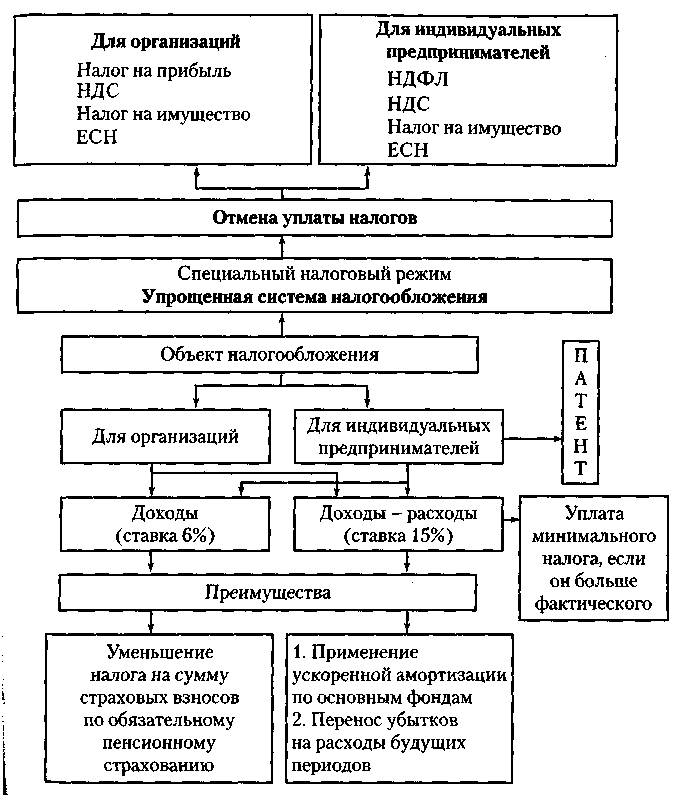 Для организаций
Налог на прибыль
НДС
Налог на имущество
ЕСН
Для индивидуальных
предпринимателей
НДФЛ
НДС
Налог на имущество
ЕСН
Отмена уплаты налогов
Специальный налоговый режим
Упрощенная система налогообложения
Объект налогообложения
Для организаций
Для индивидуальных
предпринимателей
П
А
Т
Е
Н
Т
Доходы
(ставка 6%)
Доходы – расходы
(ставка 15%)
Уплата
минимального
налога, если
он больше
фактического
Преимущества
Уменьшение
налога на сумму
страховых взносов
по обязательному
пенсионному
страхованию
1. Применение
ускоренной амортизации
по основным фондам
2. Перенос убытков
на расходы будущих
периодов